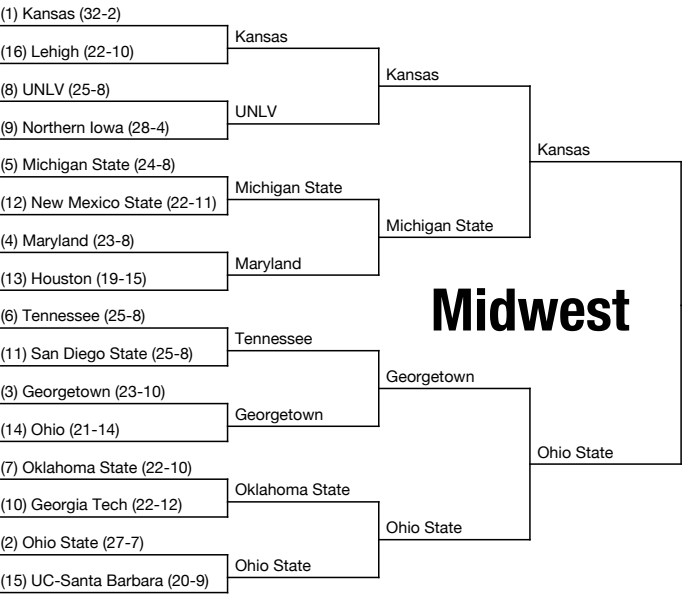 (1) Kansas (32-2)
(16) Lehigh (22-10)
(8) UNLV (25-8)
(9) Northern Iowa (28-4)
(5) Michigan State (24-8)
(12) New Mexico State (22-11)
(4) Maryland (23-8)
(13) Houston (19-15)
(6) Tennessee (25-8)
(11) San Diego State (25-8)
(3) Georgetown (23-10)
(14) Ohio (21-14)
(7) Oklahoma State (22-10)
(10) Georgia Tech (22-12)
(2) Ohio State (27-7)
(15) UC-Santa Barbara (20-9)
Kansas
UNLV
Michigan State
Maryland
Tennessee
Georgetown
Oklahoma State
Ohio State
Kansas
Michigan State
Georgetown
Ohio State
Kansas
Ohio State
Midwest